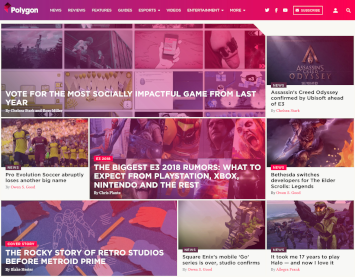 Polygon
NEWS REVIEWS FEATURES GUIDES ESPORTS VIDEOS ENTERTAINMENT MORE
SUBSCRIBE
VOTE FOR THE MOST SOCIALLY IMPACTFUL GAME FROM LAST
YEAR
By Charlie Hall and Ross Miller
ASSASSIN'S
ODYSSEY
NEWS
Assassin's Creed Odyssey
confirmed by Ubisoft ahead
of E3
By Chelsea Stark
NEWS
Pro Evolution Soccer abruptly
loses another big name
By Owen S. Good
E3 2018
THE BIGGEST E3 2018 RUMORS: WHAT TO
EXPECT FROM PLAYSTATION, XBOX,
NINTENDO AND THE REST
By Chris Plante
NEWS
Bethesda switches
developers for The Elder
Scrolls: Legends
By Owen S. Good
COVER STORY
THE ROCKY STORY OF RETRO STUDIOS
BEFORE METROID PRIME
By Blake Hester
NEWS
Square Enix's mobile 'Go'
series is over, studio confirms
By Owen S. Good
It took me 17 years to play
Halo — and now I love it
By Allegra Frank